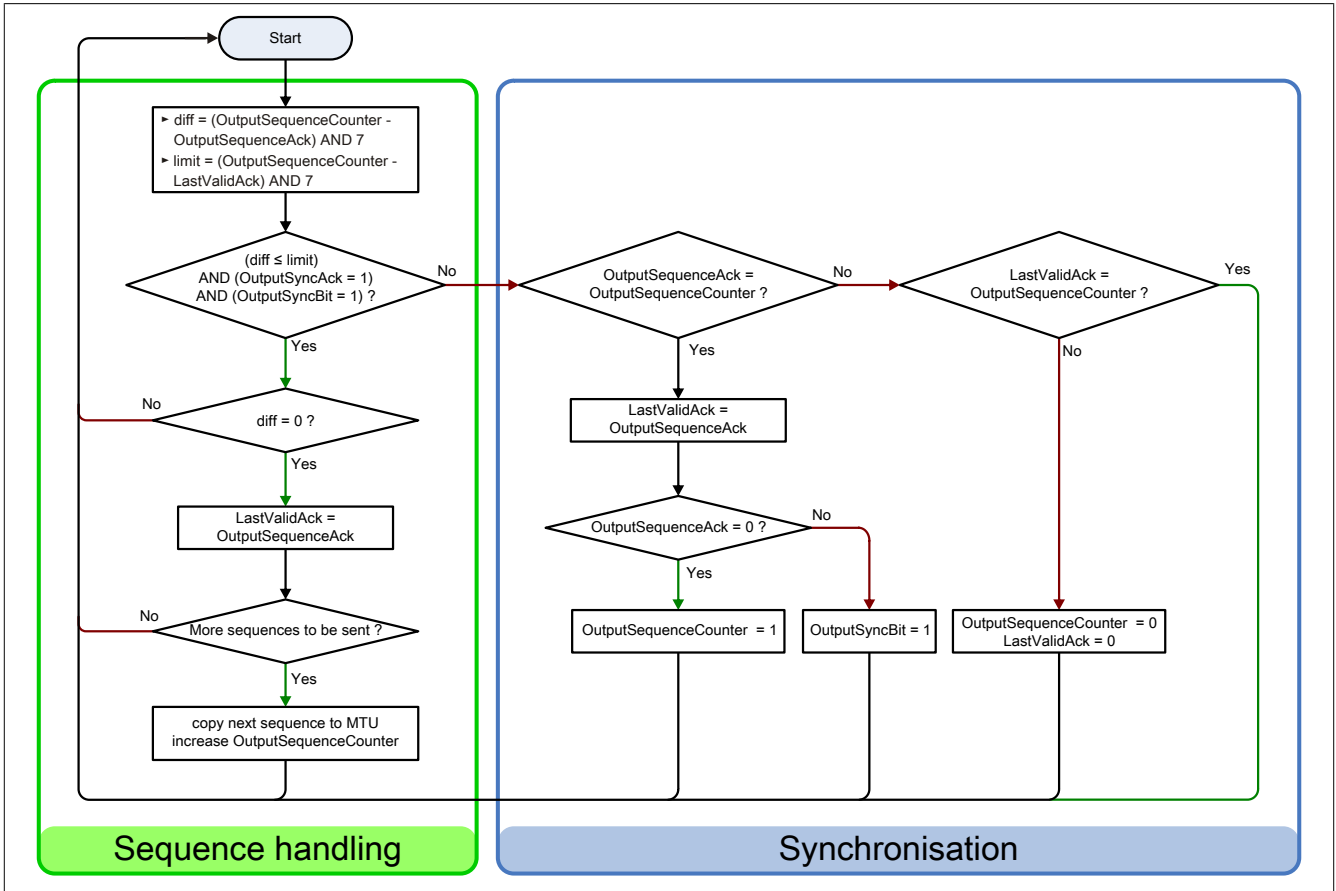 Start
► diff = (OutputSequenceCounter -
OutputSequenceAck) AND 7
► limit = (OutputSequenceCounter -
LastValidAck) AND 7
(diff ≤ limit)
AND (OutputSyncAck = 1)
AND (OutputSyncBit = 1) ?
No
Yes
diff = 0 ?
No
Yes
LastValidAck =
OutputSequenceAck
More sequences to be sent ?
No
Yes
copy next sequence to MTU
increase OutputSequenceCounter
Sequence handling
OutputSequenceAck =
OutputSequenceCounter ?
No
Yes
LastValidAck =
OutputSequenceAck
OutputSequenceAck = 0 ?
No
Yes
OutputSequenceCounter = 1
OutputSyncBit = 1
LastValidAck =
OutputSequenceCounter ?
Yes
No
OutputSequenceCounter = 0
LastValidAck = 0
Synchronisation